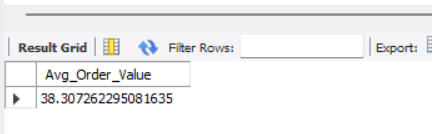 Result Grid Filter Rows: Export:
Avg_Order_Value
38.307262295081635